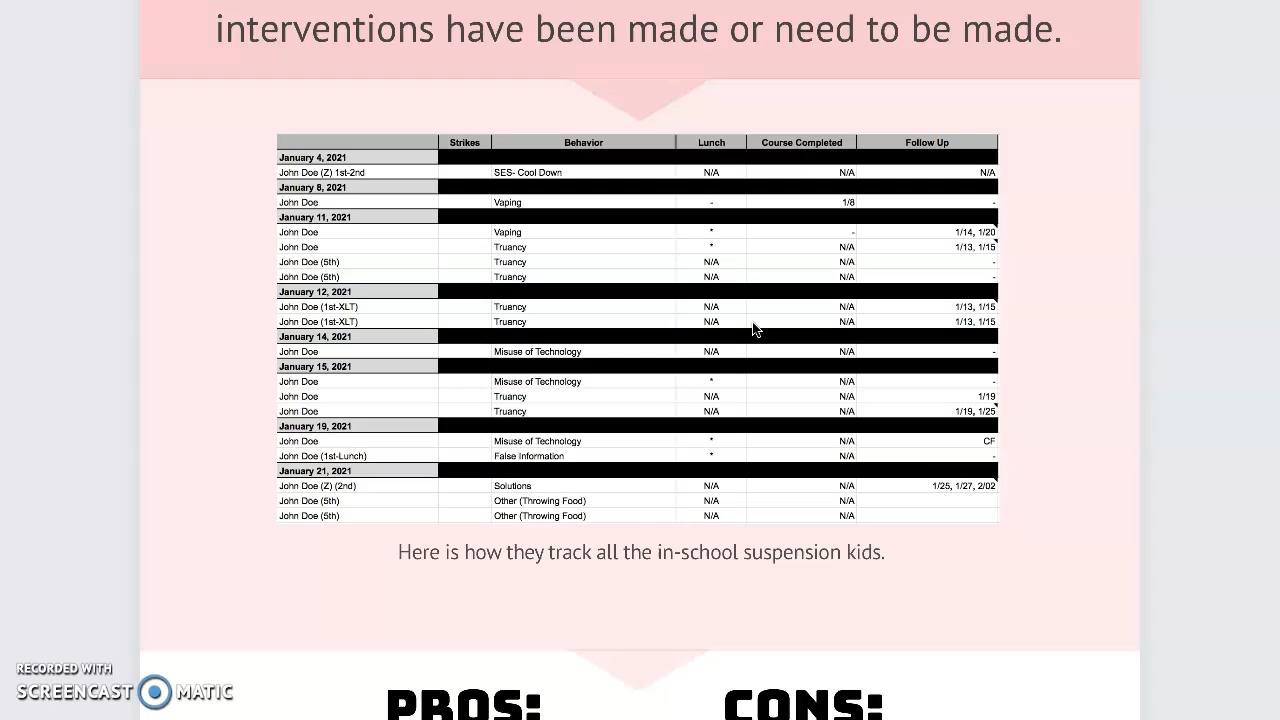 interventions have been made or need to be made.
Strikes Behavior Lunch Course Completed Follow Up
January 4, 2021
John Doe (Z) 1st-2nd SES- Cool Down N/A N/A N/A
January 8, 2021
John Doe Vaping - 1/8 -
January 11, 2021
John Doe Vaping * - 1/14, 1/20
John Doe Truancy * N/A 1/13, 1/15
John Doe (5th) Truancy N/A N/A -
John Doe (5th) Truancy N/A N/A -
January 12, 2021
John Doe (1st-XLT) Truancy N/A N/A 1/13, 1/15
John Doe (1st-XLT) Truancy N/A N/A 1/13, 1/15
January 14, 2021
John Doe Misuse of Technology N/A N/A -
January 15, 2021
John Doe Misuse of Technology * N/A -
John Doe Truancy N/A N/A 1/19
John Doe Truancy N/A N/A 1/19, 1/25
January 19, 2021
John Doe Misuse of Technology * N/A CF
John Doe (1st-Lunch) False Information * N/A -
January 21, 2021
John Doe (Z) (2nd) Solutions N/A N/A 1/25, 1/27, 2/02
John Doe (5th) Other (Throwing Food) N/A N/A
John Doe (5th) Other (Throwing Food) N/A N/A
Here is how they track all the in-school suspension kids.
RECORDED WITH
SCREENCAST MATIC
PROS: CONS: